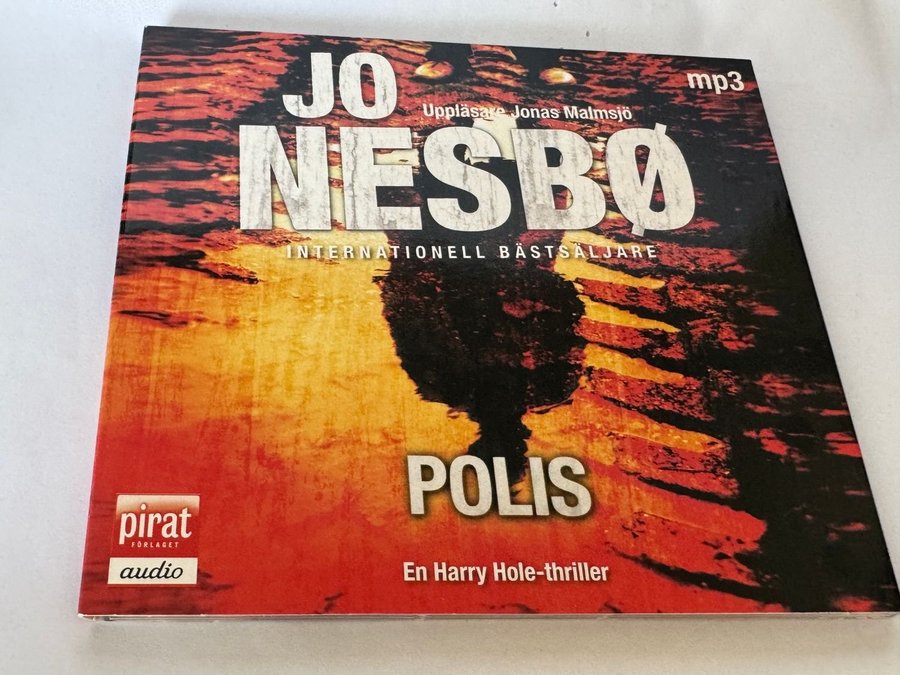 JO
mp3
Uppläsare Jonas Malmsjö
NESBØ
INTERNATIONELL BÄSTSÄLJARE
POLIS
pirat
FÖRLAGET
audio
En Harry Hole-thriller